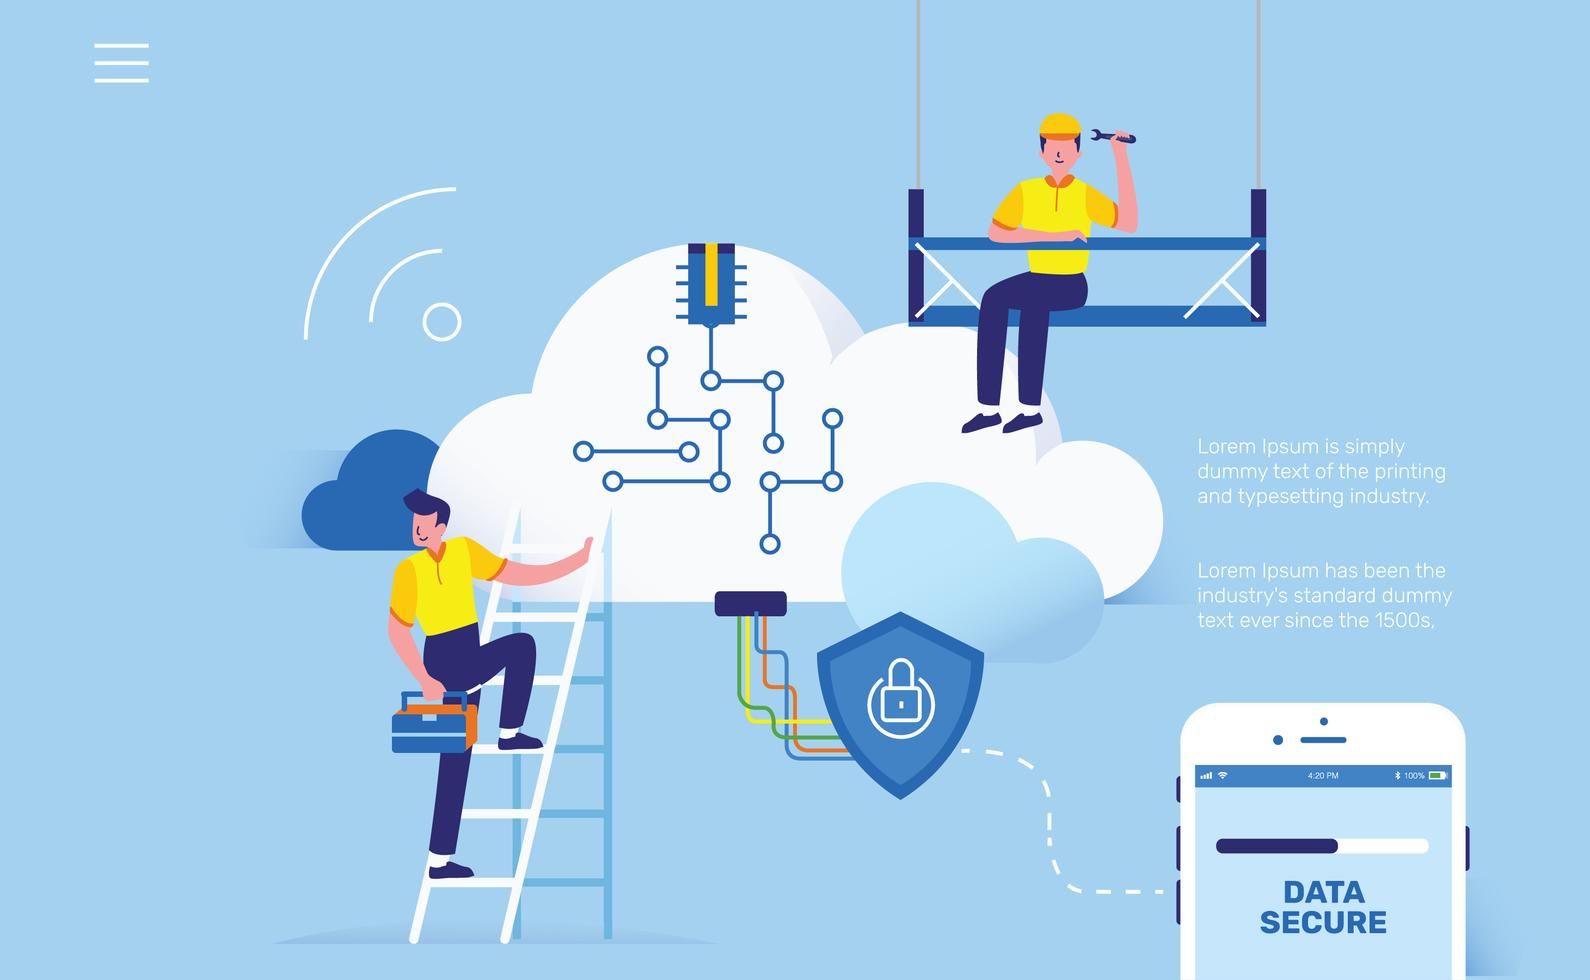 Lorem Ipsum is simply
dummy text of the printing
and typesetting industry.
Lorem Ipsum has been the
industry's standard dummy
text ever since the 1500s,
4:20 PM
100%
DATA
SECURE